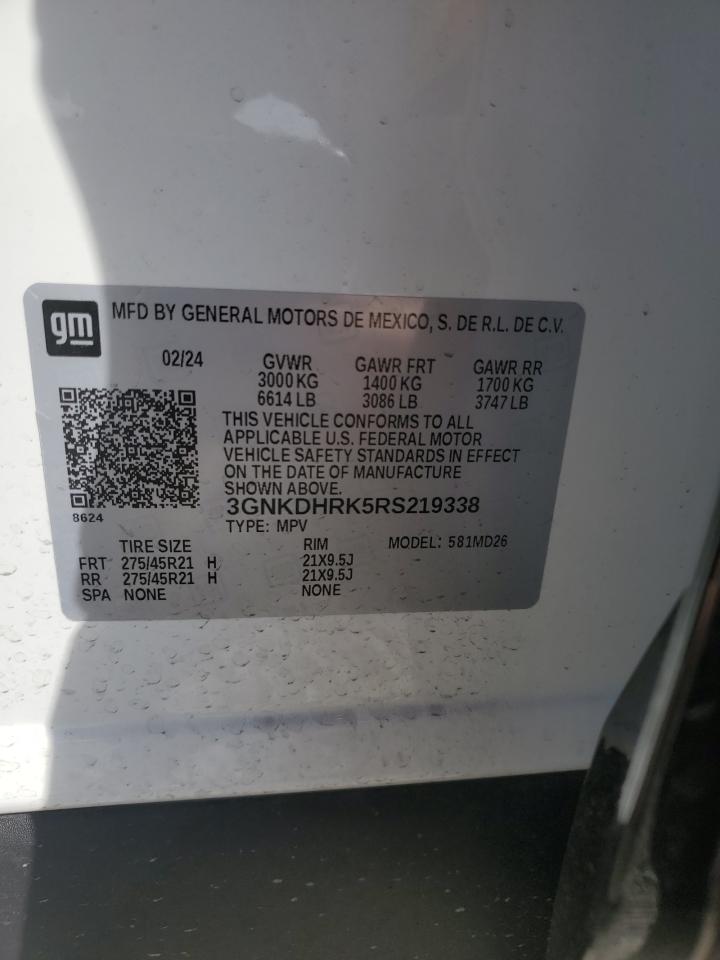 gm MFD BY GENERAL MOTORS DE MEXICO, S. DE R.L. DE C.V.
02/24 GVWR GAWR FRT GAWR RR
3000 KG 1400 KG 1700 KG
6614 LB 3086 LB 3747 LB
THIS VEHICLE CONFORMS TO ALL
APPLICABLE U.S. FEDERAL MOTOR
VEHICLE SAFETY STANDARDS IN EFFECT
ON THE DATE OF MANUFACTURE
SHOWN ABOVE.
3GNKDHRK5RS219338
8624
TYPE: MPV
TIRE SIZE RIM MODEL: 581MD26
FRT 275/45R21 H 21X9.5J
RR 275/45R21 H 21X9.5J
SPA NONE NONE